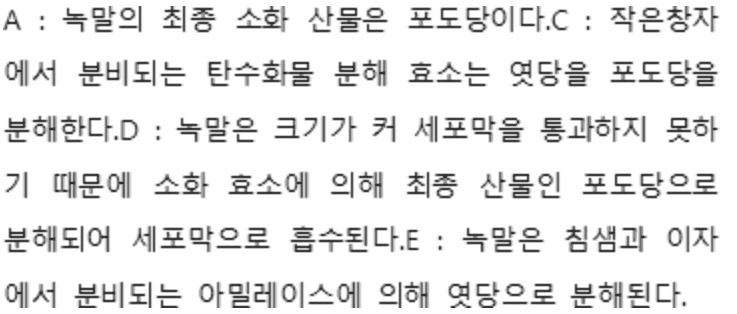 A : 녹말의 최종 소화 산물은 포도당이다.C : 작은창자
에서 분비되는 탄수화물 분해 효소는 엿당을 포도당을
분해한다.D : 녹말은 크기가 커 세포막을 통과하지 못하
기 때문에 소화 효소에 의해 최종 산물인 포도당으로
분해되어 세포막으로 흡수된다.E : 녹말은 침샘과 이자
에서 분비되는 아밀레이스에 의해 엿당으로 분해된다.